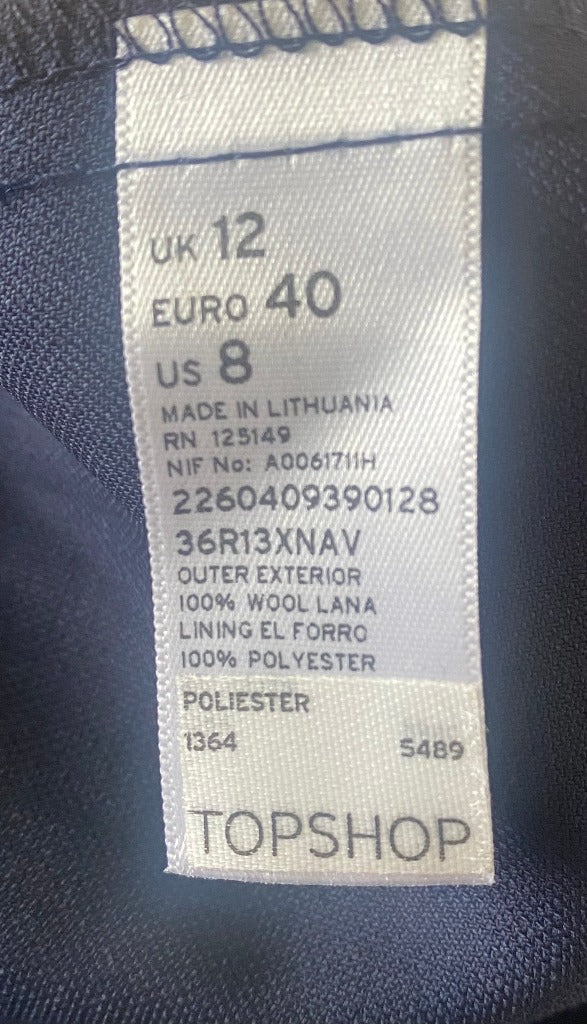 UK 12
EURO 40
US 8
MADE IN LITHUANIA
RN 125149
NIF No: A0061711H
2260409390128
36R13XNAV
OUTER EXTERIOR
100% WOOL LANA
LINING EL FORRO
100% POLYESTER
POLIESTER
1364 5489
TOPSHOP